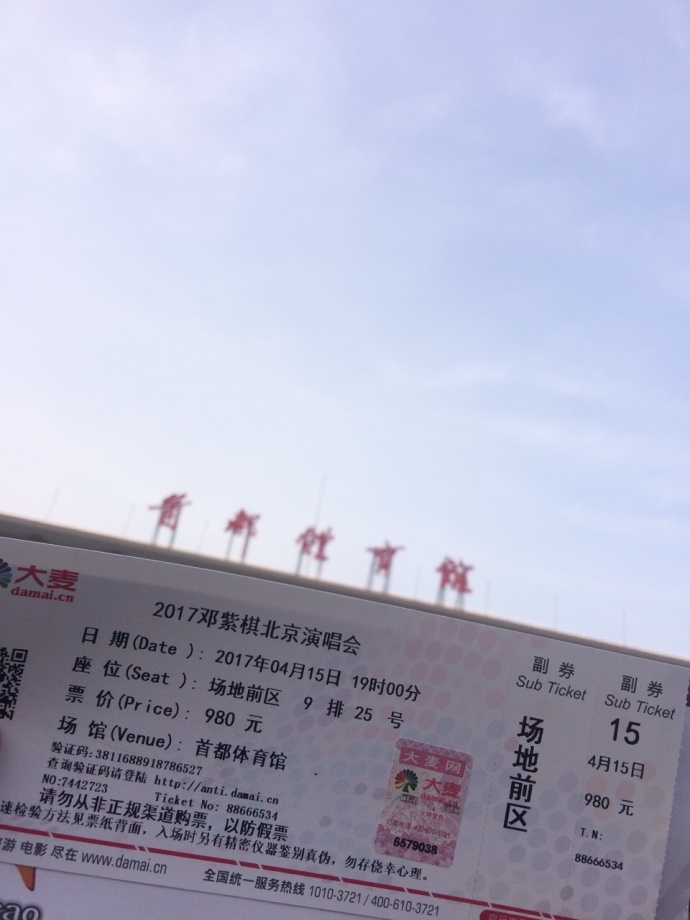 首都体育馆
大麦
damai.cn
2017邓紫棋北京演唱会
日 期(Date ): 2017年04月15日 19时00分
座 位(Seat ): 场地前区 9 排 25 号
票 价(Price): 980 元
场 馆(Venue): 首都体育馆
验证码:3811688918786527
查询验证码请登陆 http://anti.damai.cn
NO:7442723 Ticket No: 88666534
请勿从非正规渠道购票，以防假票
速检验方法见票纸背面，入场时另有精密仪器鉴别真伪，勿存侥幸心理。
电影 尽在 www.damai.cn
全国统一服务热线 1010-3721 / 400-610-3721
大麦网
大麦
damai.cn
6579038
副 券
Sub Ticket
场地前区
副 券
Sub Ticket
15
4月15日
980 元
T.N:
88666534